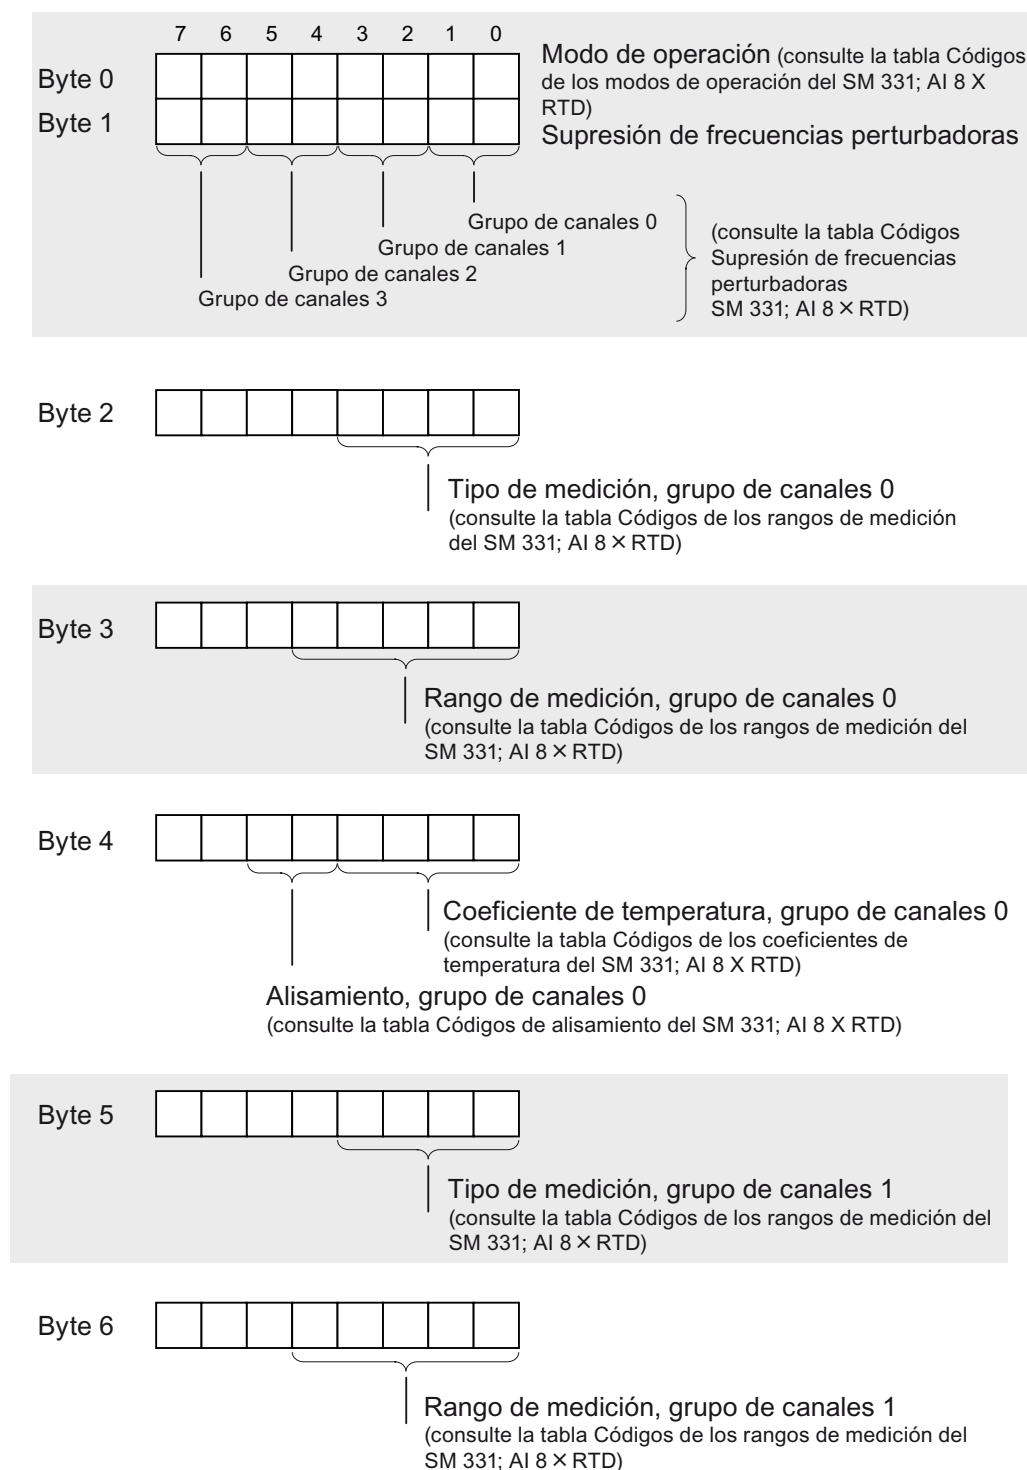 7 6 5 4 3 2 1 0
Byte 0
Modo de operación (consulte la tabla Códigos
de los modos de operación del SM 331; AI 8 X
RTD)
Byte 1
Supresión de frecuencias perturbadoras
Grupo de canales 0
Grupo de canales 1
Grupo de canales 2
Grupo de canales 3
(consulte la tabla Códigos
Supresión de frecuencias
perturbadoras
SM 331; AI 8 × RTD)
Byte 2
Tipo de medición, grupo de canales 0
(consulte la tabla Códigos de los rangos de medición
del SM 331; AI 8 × RTD)
Byte 3
Rango de medición, grupo de canales 0
(consulte la tabla Códigos de los rangos de medición del
SM 331; AI 8 × RTD)
Byte 4
Coeficiente de temperatura, grupo de canales 0
(consulte la tabla Códigos de los coeficientes de
temperatura del SM 331; AI 8 X RTD)
Alisamiento, grupo de canales 0
(consulte la tabla Códigos de alisamiento del SM 331; AI 8 X RTD)
Byte 5
Tipo de medición, grupo de canales 1
(consulte la tabla Códigos de los rangos de medición del
SM 331; AI 8 × RTD)
Byte 6
Rango de medición, grupo de canales 1
(consulte la tabla Códigos de los rangos de medición del
SM 331; AI 8 × RTD)